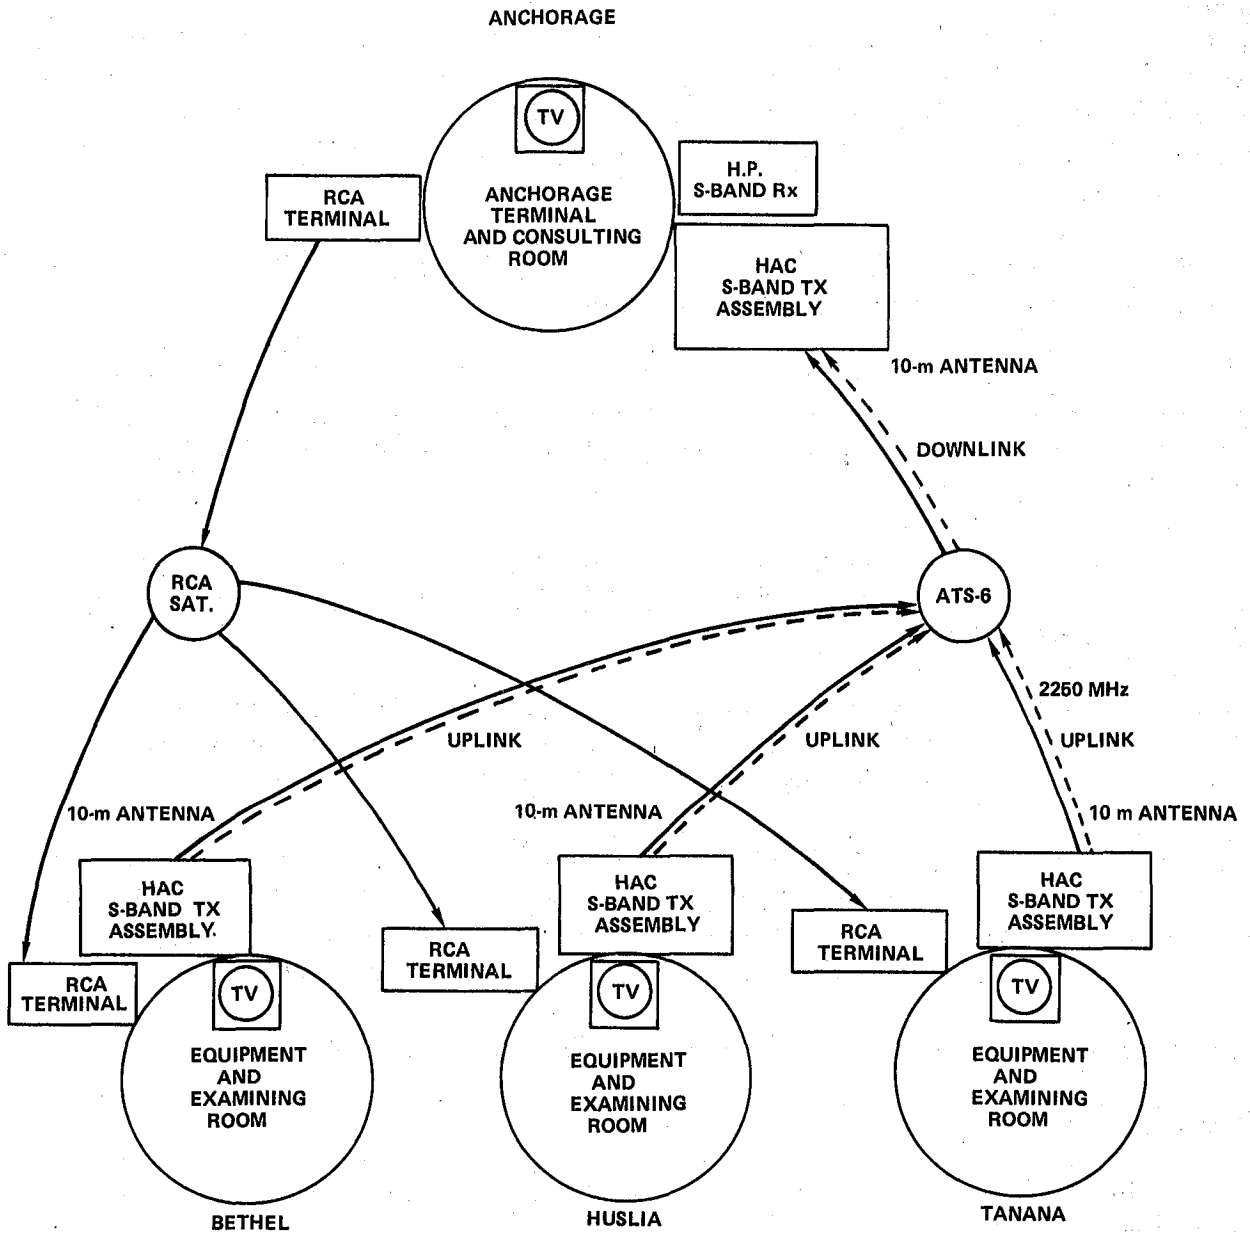 ANCHORAGE
TV
H.P.
S-BAND Rx
RCA
TERMINAL
ANCHORAGE
TERMINAL
AND CONSULTING
ROOM
HAC
S-BAND TX
ASSEMBLY
10-m ANTENNA
DOWNLINK
RCA
SAT.
ATS-6
2250 MHz
UPLINK
UPLINK
UPLINK
10-m ANTENNA
10-m ANTENNA
10 m ANTENNA
HAC
S-BAND TX
ASSEMBLY.
HAC
S-BAND TX
ASSEMBLY
HAC
S-BAND TX
ASSEMBLY
RCA
TERMINAL
TV
RCA
TERMINAL
TV
RCA
TERMINAL
TV
EQUIPMENT
AND
EXAMINING
ROOM
EQUIPMENT
AND
EXAMINING
ROOM
EQUIPMENT
AND
EXAMINING
ROOM
BETHEL
HUSLIA
TANANA